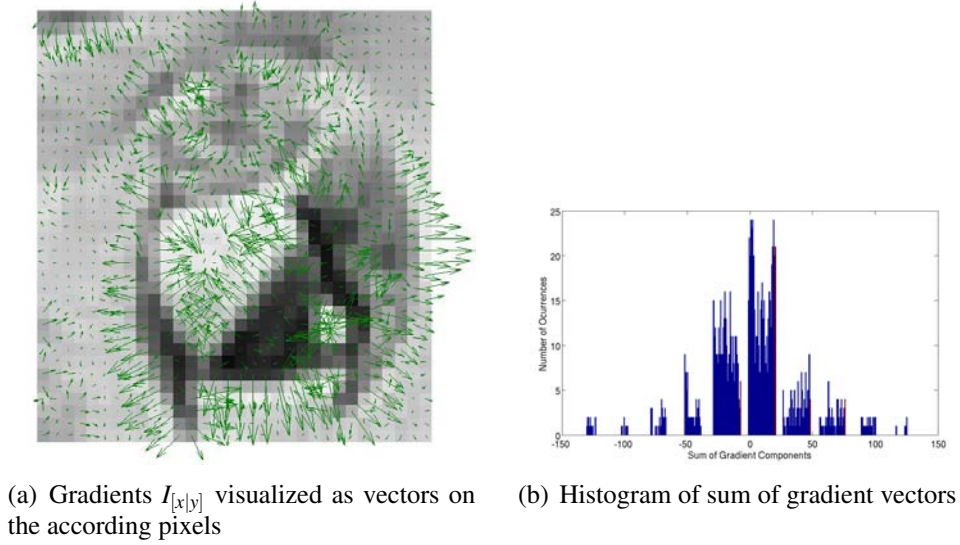 25
20
15
10
5
0
Number of Ocurrences
-150
-100
-50
0
50
100
150
Sum of Gradient Components
(a) Gradients I[x|y] visualized as vectors on
the according pixels
(b) Histogram of sum of gradient vectors